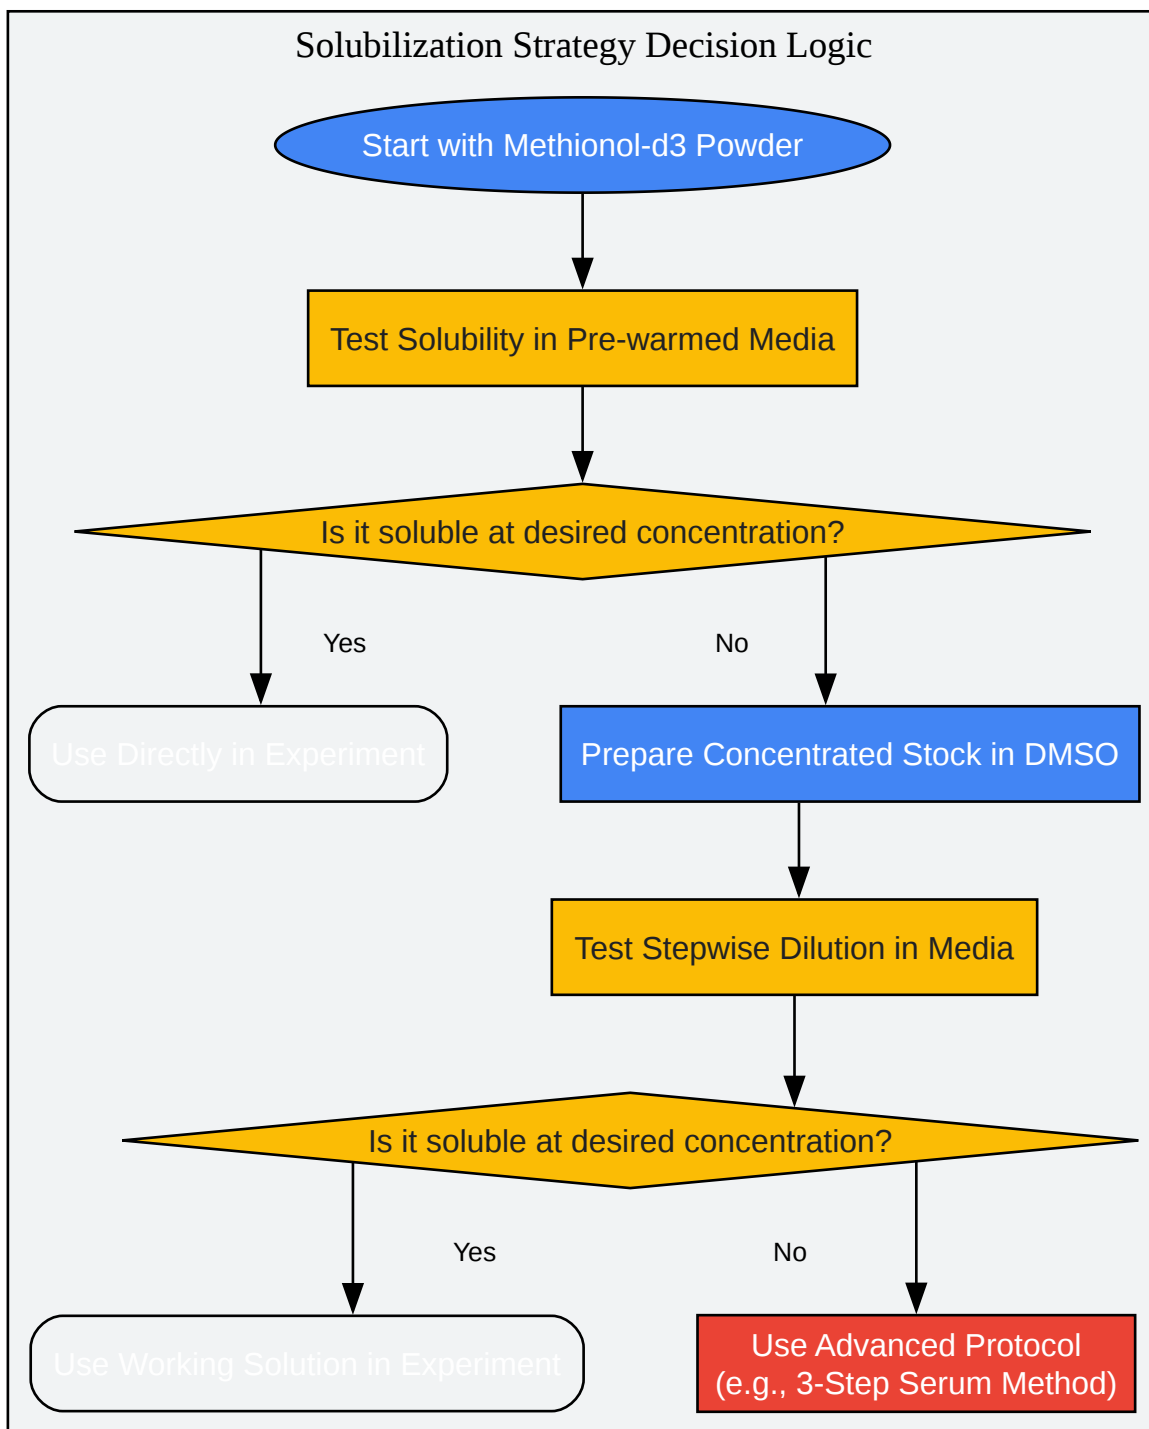 Solubilization Strategy Decision Logic
Start with Methionol-d3 Powder
Test Solubility in Pre-warmed Media
Is it soluble at desired concentration?
Yes
No
Use Directly in Experiment
Prepare Concentrated Stock in DMSO
Test Stepwise Dilution in Media
Is it soluble at desired concentration?
Yes
No
Use Working Solution in Experiment
Use Advanced Protocol
(e.g., 3-Step Serum Method)